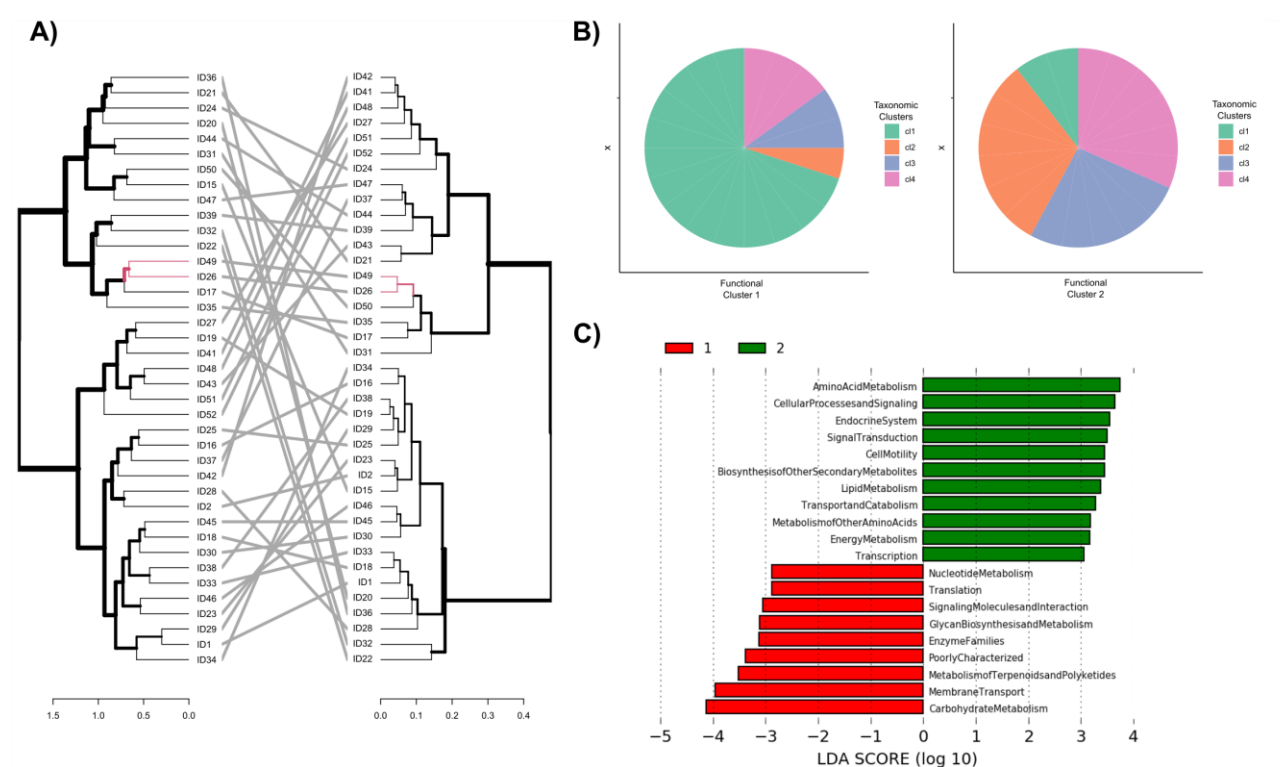 A)
ID36
ID21
ID24
ID20
ID44
ID31
ID50
ID15
ID47
ID39
ID32
ID22
ID49
ID26
ID17
ID35
ID27
ID19
ID41
ID48
ID43
ID51
ID52
ID25
ID16
ID37
ID42
ID28
ID2
ID45
ID18
ID30
ID38
ID33
ID46
ID23
ID29
ID1
ID34
1.5 1.0 0.5 0.0
ID42
ID41
ID48
ID27
ID51
ID52
ID24
ID47
ID37
ID44
ID39
ID43
ID21
ID49
ID26
ID50
ID35
ID17
ID31
ID34
ID16
ID38
ID19
ID29
ID25
ID23
ID2
ID15
ID46
ID45
ID30
ID33
ID18
ID1
ID20
ID36
ID28
ID32
ID22
0.0 0.1 0.2 0.3 0.4
B)
x
Functional
Cluster 1
Taxonomic
Clusters
cl1
cl2
cl3
cl4
x
Functional
Cluster 2
Taxonomic
Clusters
cl1
cl2
cl3
cl4
C)
1 2
AminoAcidMetabolism
CellularProcessesandSignaling
EndocrineSystem
SignalTransduction
CellMotility
BiosynthesisofOtherSecondaryMetabolites
LipidMetabolism
TransportandCatabolism
MetabolismofOtherAminoAcids
EnergyMetabolism
Transcription
NucleotideMetabolism
Translation
SignalingMoleculesandInteraction
GlycanBiosynthesisandMetabolism
EnzymeFamilies
PoorlyCharacterized
MetabolismofTerpenoidsandPolyketides
MembraneTransport
CarbohydrateMetabolism
−5 −4 −3 −2 −1 0 1 2 3 4
LDA SCORE (log 10)